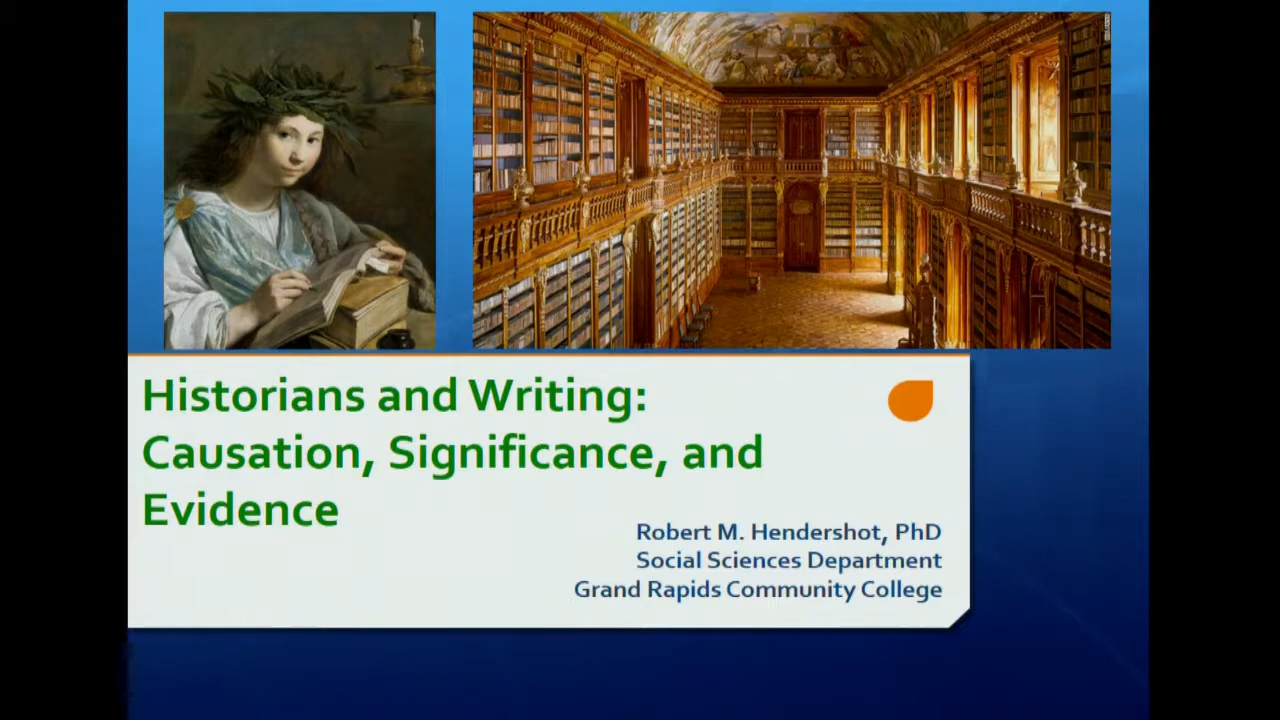 Historians and Writing:
Causation, Significance, and
Evidence
Robert M. Hendershot, PhD
Social Sciences Department
Grand Rapids Community College